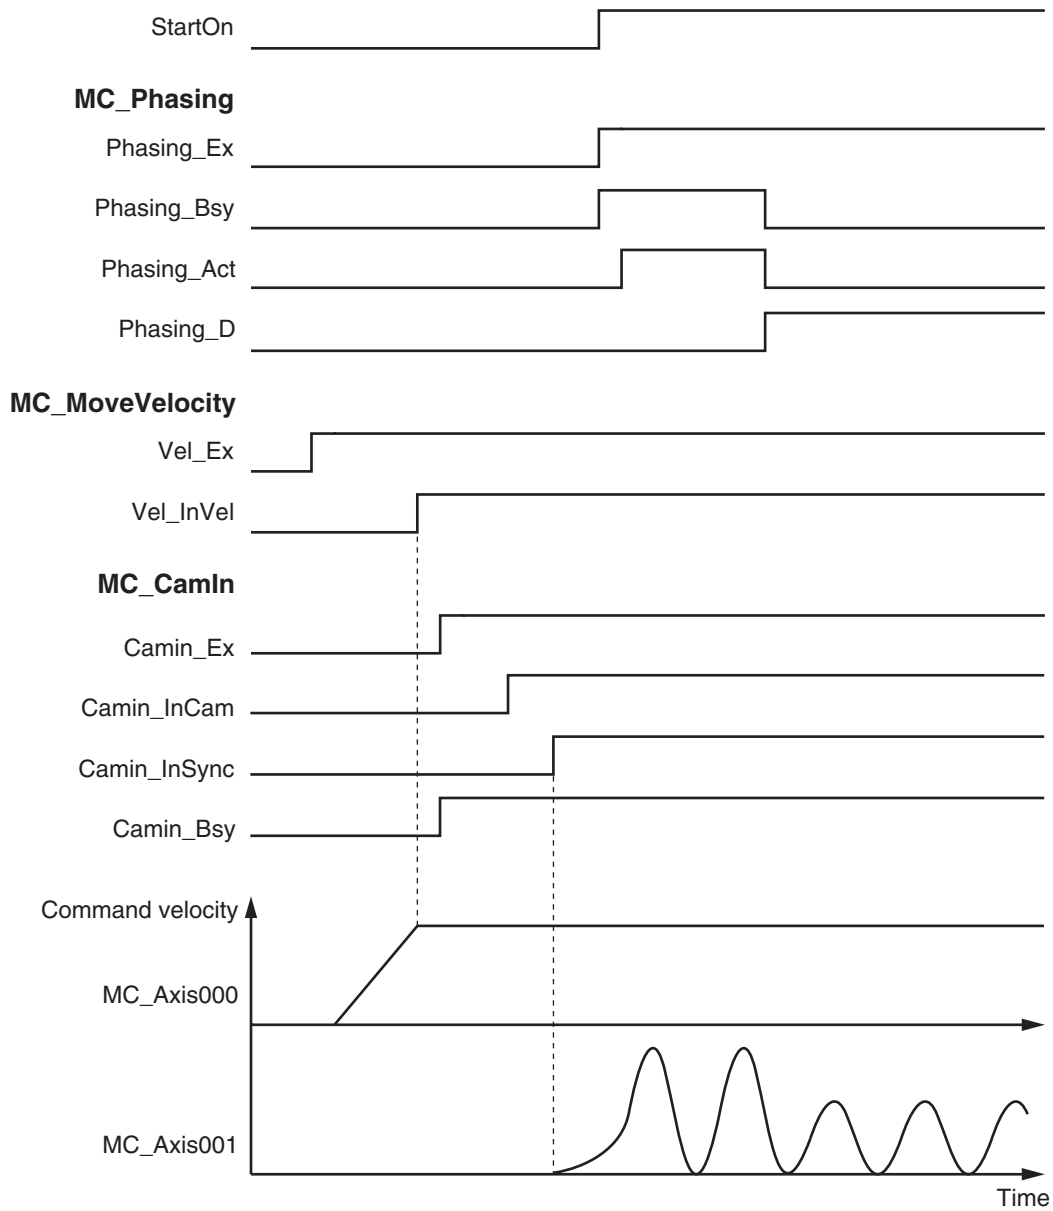 StartOn
MC_Phasing
Phasing_Ex
Phasing_Bsy
Phasing_Act
Phasing_D
MC_MoveVelocity
Vel_Ex
Vel_InVel
MC_CamIn
Camin_Ex
Camin_InCam
Camin_InSync
Camin_Bsy
Command velocity
MC_Axis000
MC_Axis001
Time